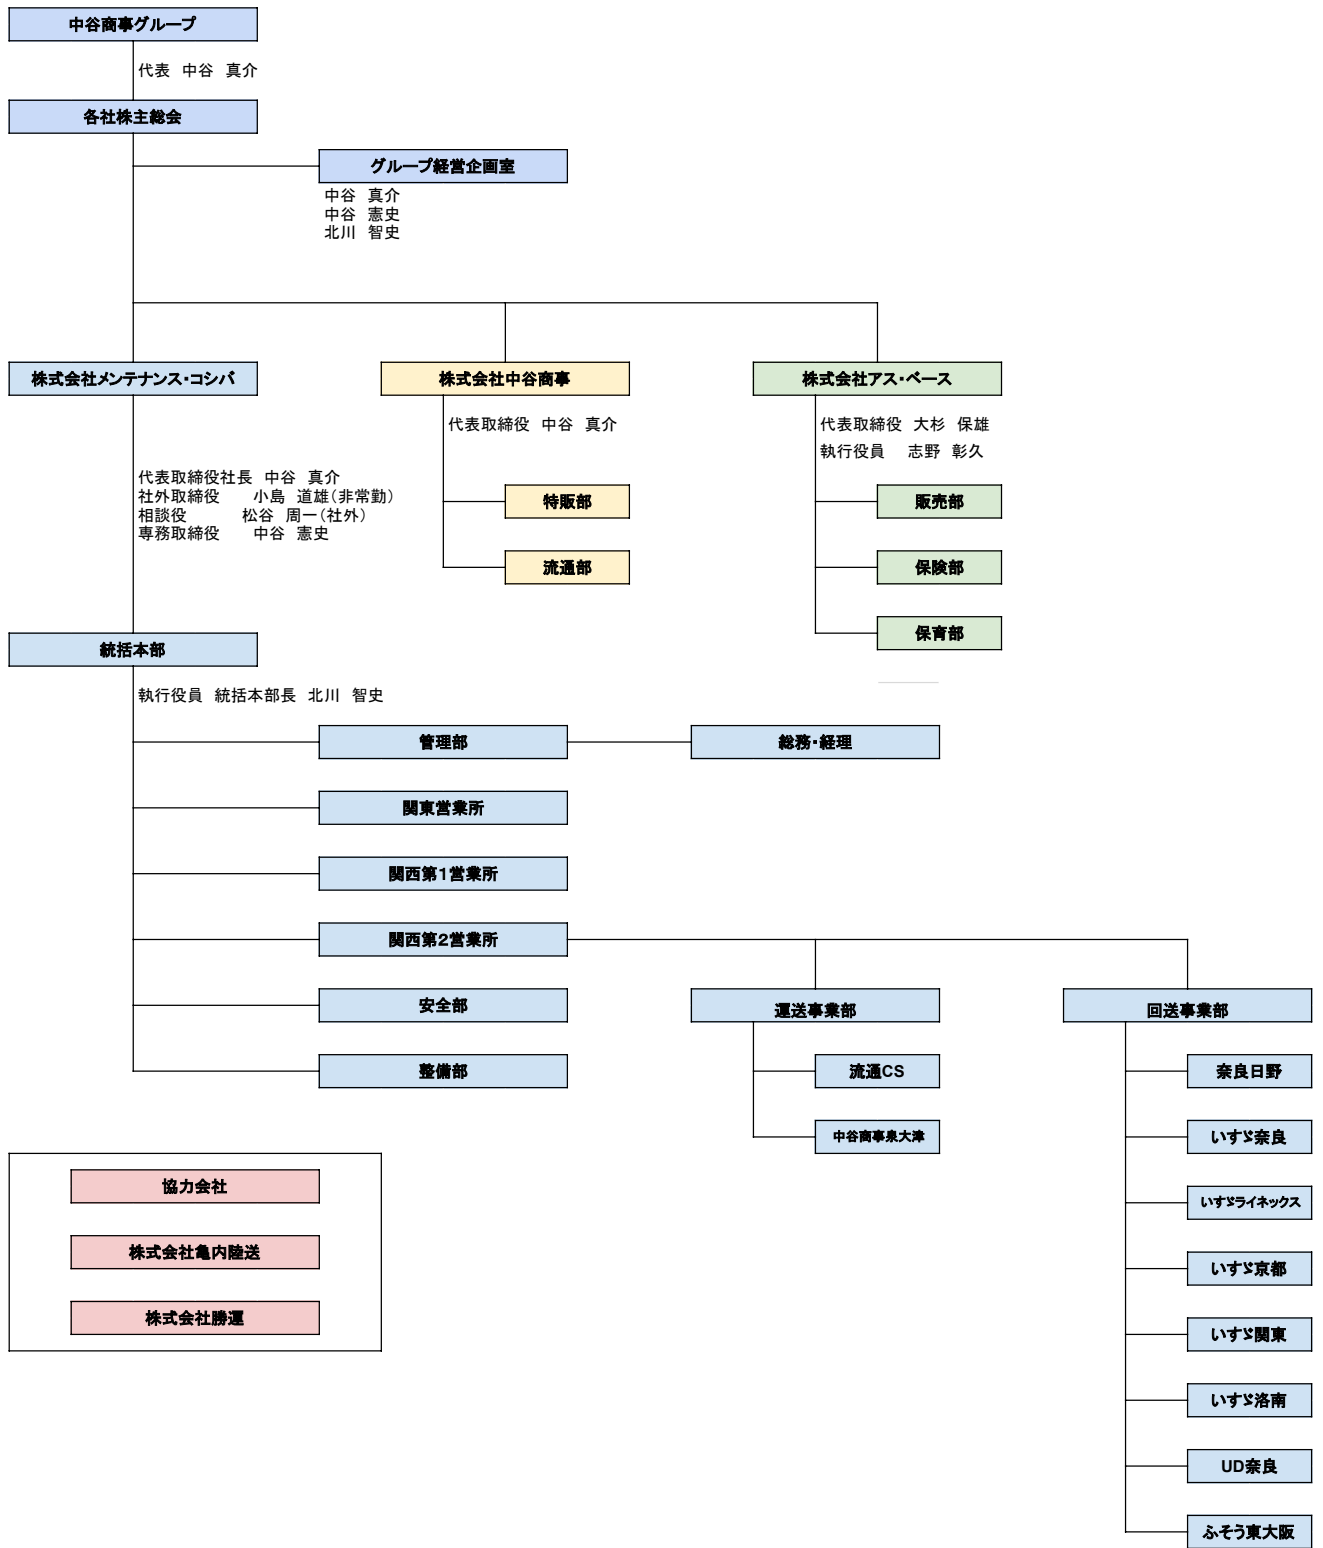 中谷商事グループ
代表 中谷 真介
各社株主総会
グループ経営企画室
中谷 真介
中谷 憲史
北川 智史
株式会社メンテナンス・コシバ
代表取締役社長 中谷 真介
社外取締役 小島 道雄(非常勤)
相談役 松谷 周一(社外)
専務取締役 中谷 憲史
株式会社中谷商事
代表取締役 中谷 真介
特販部
流通部
株式会社アス・ベース
代表取締役 大杉 保雄
執行役員 志野 彰久
販売部
保険部
保育部
統括本部
執行役員 統括本部長 北川 智史
管理部
総務・経理
関東営業所
関西第1営業所
関西第2営業所
安全部
整備部
運送事業部
流通CS
中谷商事泉大津
回送事業部
奈良日野
いすゞ奈良
いすゞライネックス
いすゞ京都
いすゞ関東
いすゞ洛南
UD奈良
ふそう東大阪
協力会社
株式会社亀内陸送
株式会社勝運